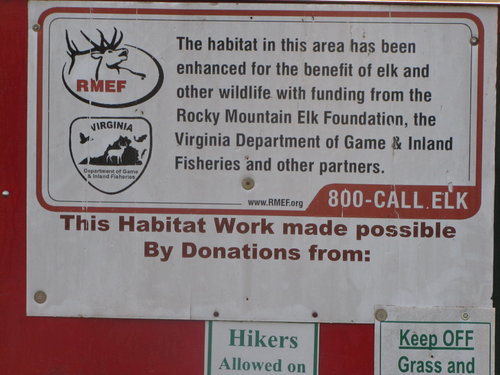 RMEF
The habitat in this area has been
enhanced for the benefit of elk and
other wildlife with funding from the
Rocky Mountain Elk Foundation, the
Virginia Department of Game & Inland
Fisheries and other partners.
VIRGINIA
Department of Game
& Inland Fisheries
www.RMEF.org
800-CALL ELK
This Habitat Work made possible
By Donations from:
Hikers
Allowed on
Keep OFF
Grass and